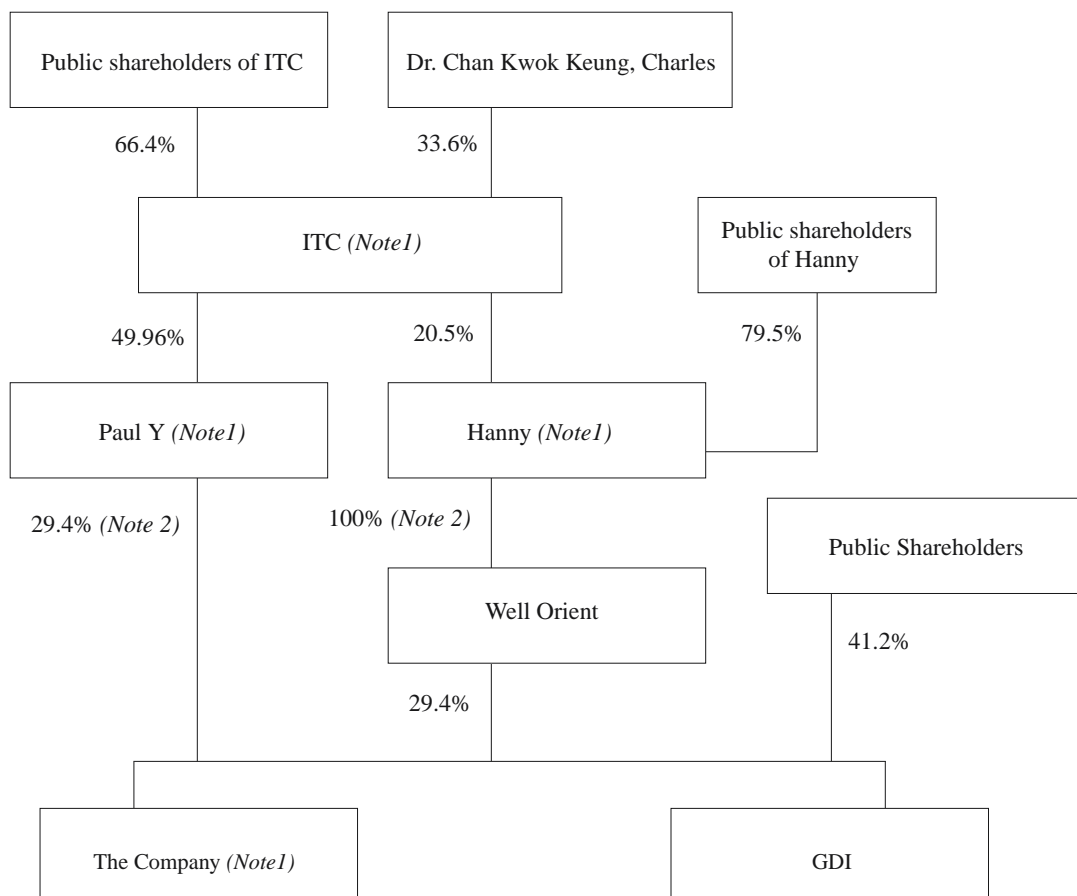 Public shareholders of ITC
Dr. Chan Kwok Keung, Charles
66.4%
33.6%
ITC (Note1)
Public shareholders
of Hanny
49.96%
20.5%
79.5%
Paul Y (Note1)
Hanny (Note1)
29.4% (Note 2)
100% (Note 2)
Public Shareholders
Well Orient
41.2%
29.4%
The Company (Note1)
GDI